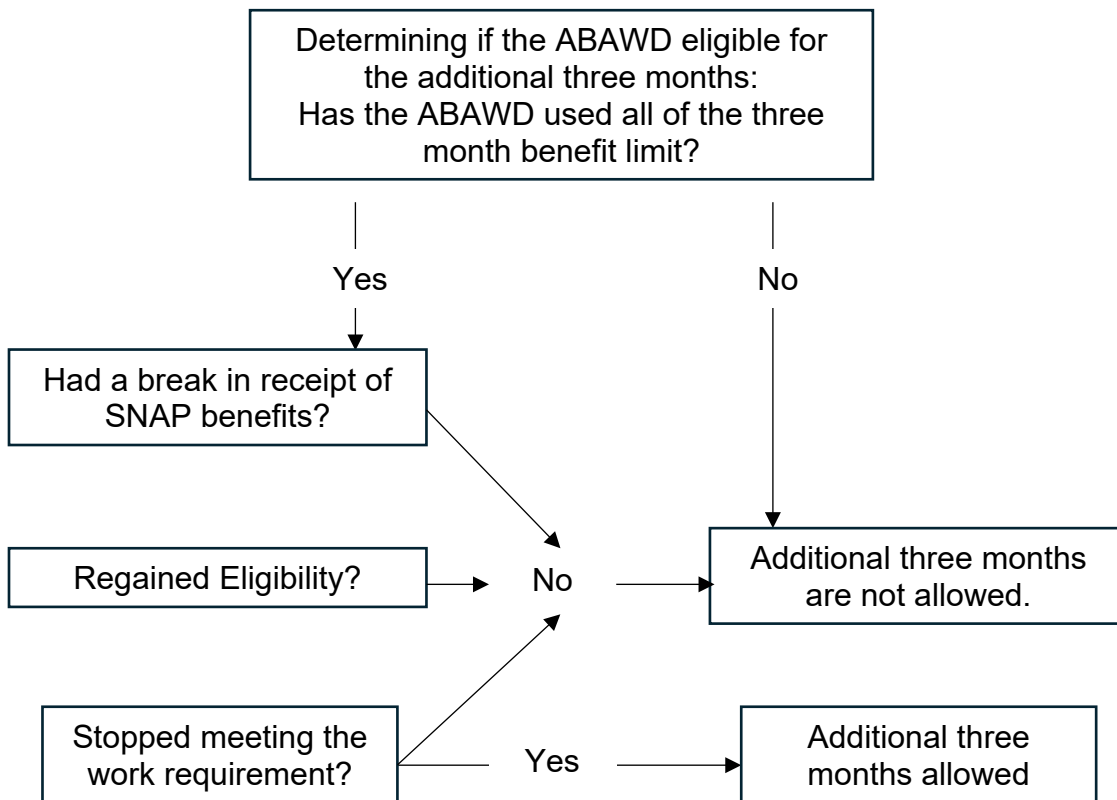 Determining if the ABAWD eligible for
the additional three months:
Has the ABAWD used all of the three
month benefit limit?
Yes
No
Had a break in receipt of
SNAP benefits?
Regained Eligibility?
No
Additional three months
are not allowed.
Stopped meeting the
work requirement?
Yes
Additional three
months allowed